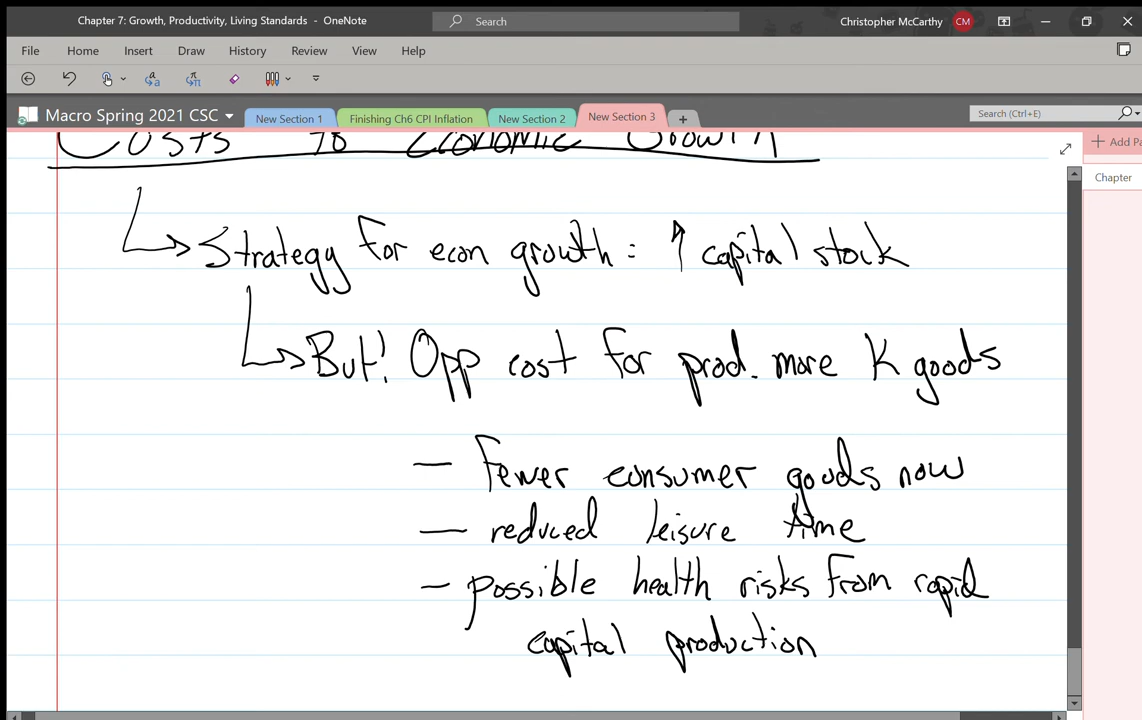 Chapter 7: Growth, Productivity, Living Standards - OneNote
Search
Christopher McCarthy CM
File Home Insert Draw History Review View Help
Macro Spring 2021 CSC
New Section 1
Finishing Ch6 CPI Inflation
New Section 2
New Section 3
Search (Ctrl+E)
Add Pa
Chapter
Costs to Economic Growth
Strategy for econ growth: ↑ capital stock
But! Opp cost for prod. more K goods
- Fewer consumer goods now
- reduced leisure time
- possible health risks from rapid
capital production